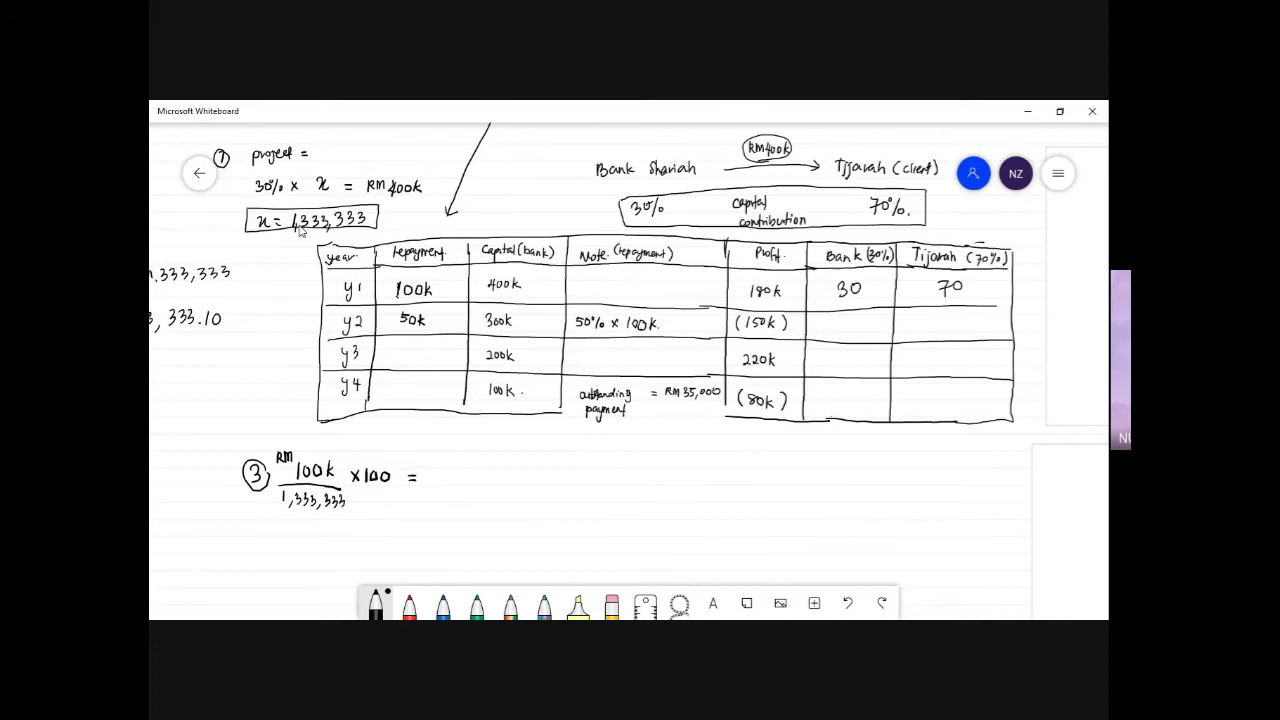 Microsoft Whiteboard
① project =
30% × x = RM 400k
x = 1,333,333
.333,333
333.10
Bank Shariah RM400k Tijarah (client)
30% capital contribution 70%.
year repayment Capital (bank) Note (repayment) Profit. Bank (30%) Tijarah (70%)
y1 100k 400k 180k 30 70
y2 50k 300k 50% × 100k. (150k)
y3 200k 220k
y4 100k. outstanding payment = RM 35,000 (80k)
③ RM 100k
1,333,333
×100 =
NZ
A